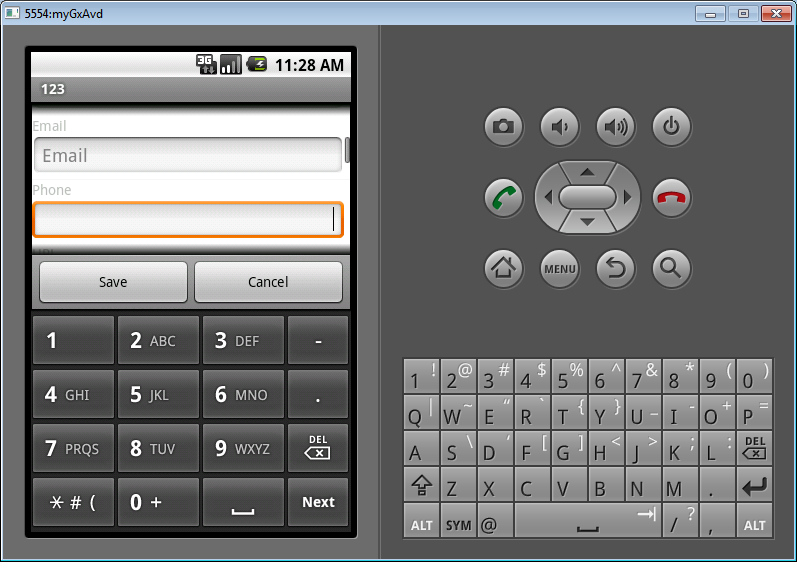 5554:myGxAvd
3G 11:28 AM
123
Email
Email
Phone
Save Cancel
1 2 ABC 3 DEF -
4 GHI 5 JKL 6 MNO .
7 PRQS 8 TUV 9 WXYZ DEL
* # ( 0 + Next
MENU
1 ! 2 @ 3 # 4 $ 5 % 6 ^ 7 & 8 * 9 ( 0 )
Q | W ~ E “ R ` T { Y } U _ I - O + P =
A S \ D ‘ F [ G ] H < J > K ; L : DEL
Z X C V B N M .
ALT SYM @ / ? , ALT